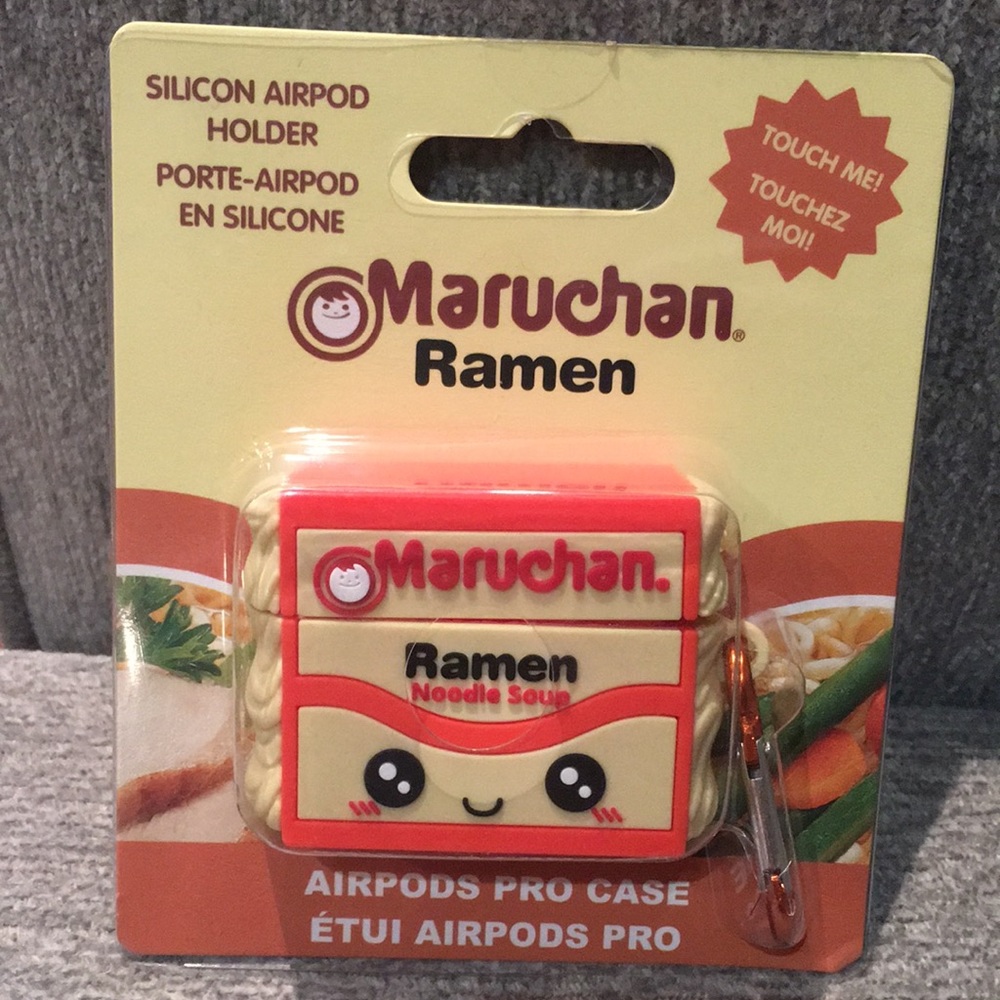 SILICON AIRPOD
HOLDER
PORTE-AIRPOD
EN SILICONE
TOUCH ME!
TOUCHEZ
MOI!
Maruchan®
Ramen
Maruchan.
Ramen
Noodle Soup
AIRPODS PRO CASE
ÉTUI AIRPODS PRO